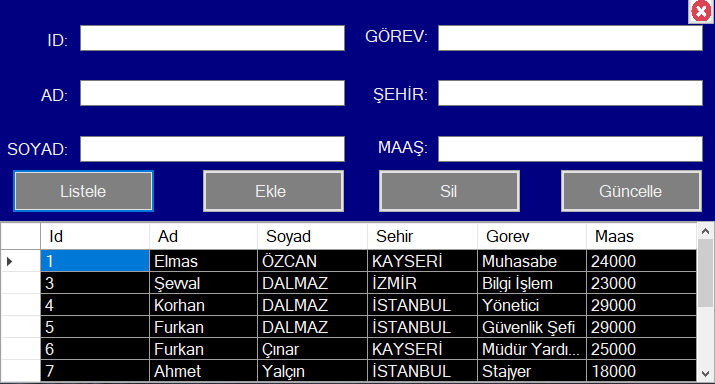 ID: GÖREV:
AD: ŞEHİR:
SOYAD: MAAŞ:
Listele Ekle Sil Güncelle
Id Ad Soyad Sehir Gorev Maas
1 Elmas ÖZCAN KAYSERİ Muhasabe 24000
3 Şevval DALMAZ İZMİR Bilgi İşlem 23000
4 Korhan DALMAZ İSTANBUL Yönetici 29000
5 Furkan DALMAZ İSTANBUL Güvenlik Şefi 29000
6 Furkan Çınar KAYSERİ Müdür Yardı... 25000
7 Ahmet Yalçın İSTANBUL Stajyer 18000